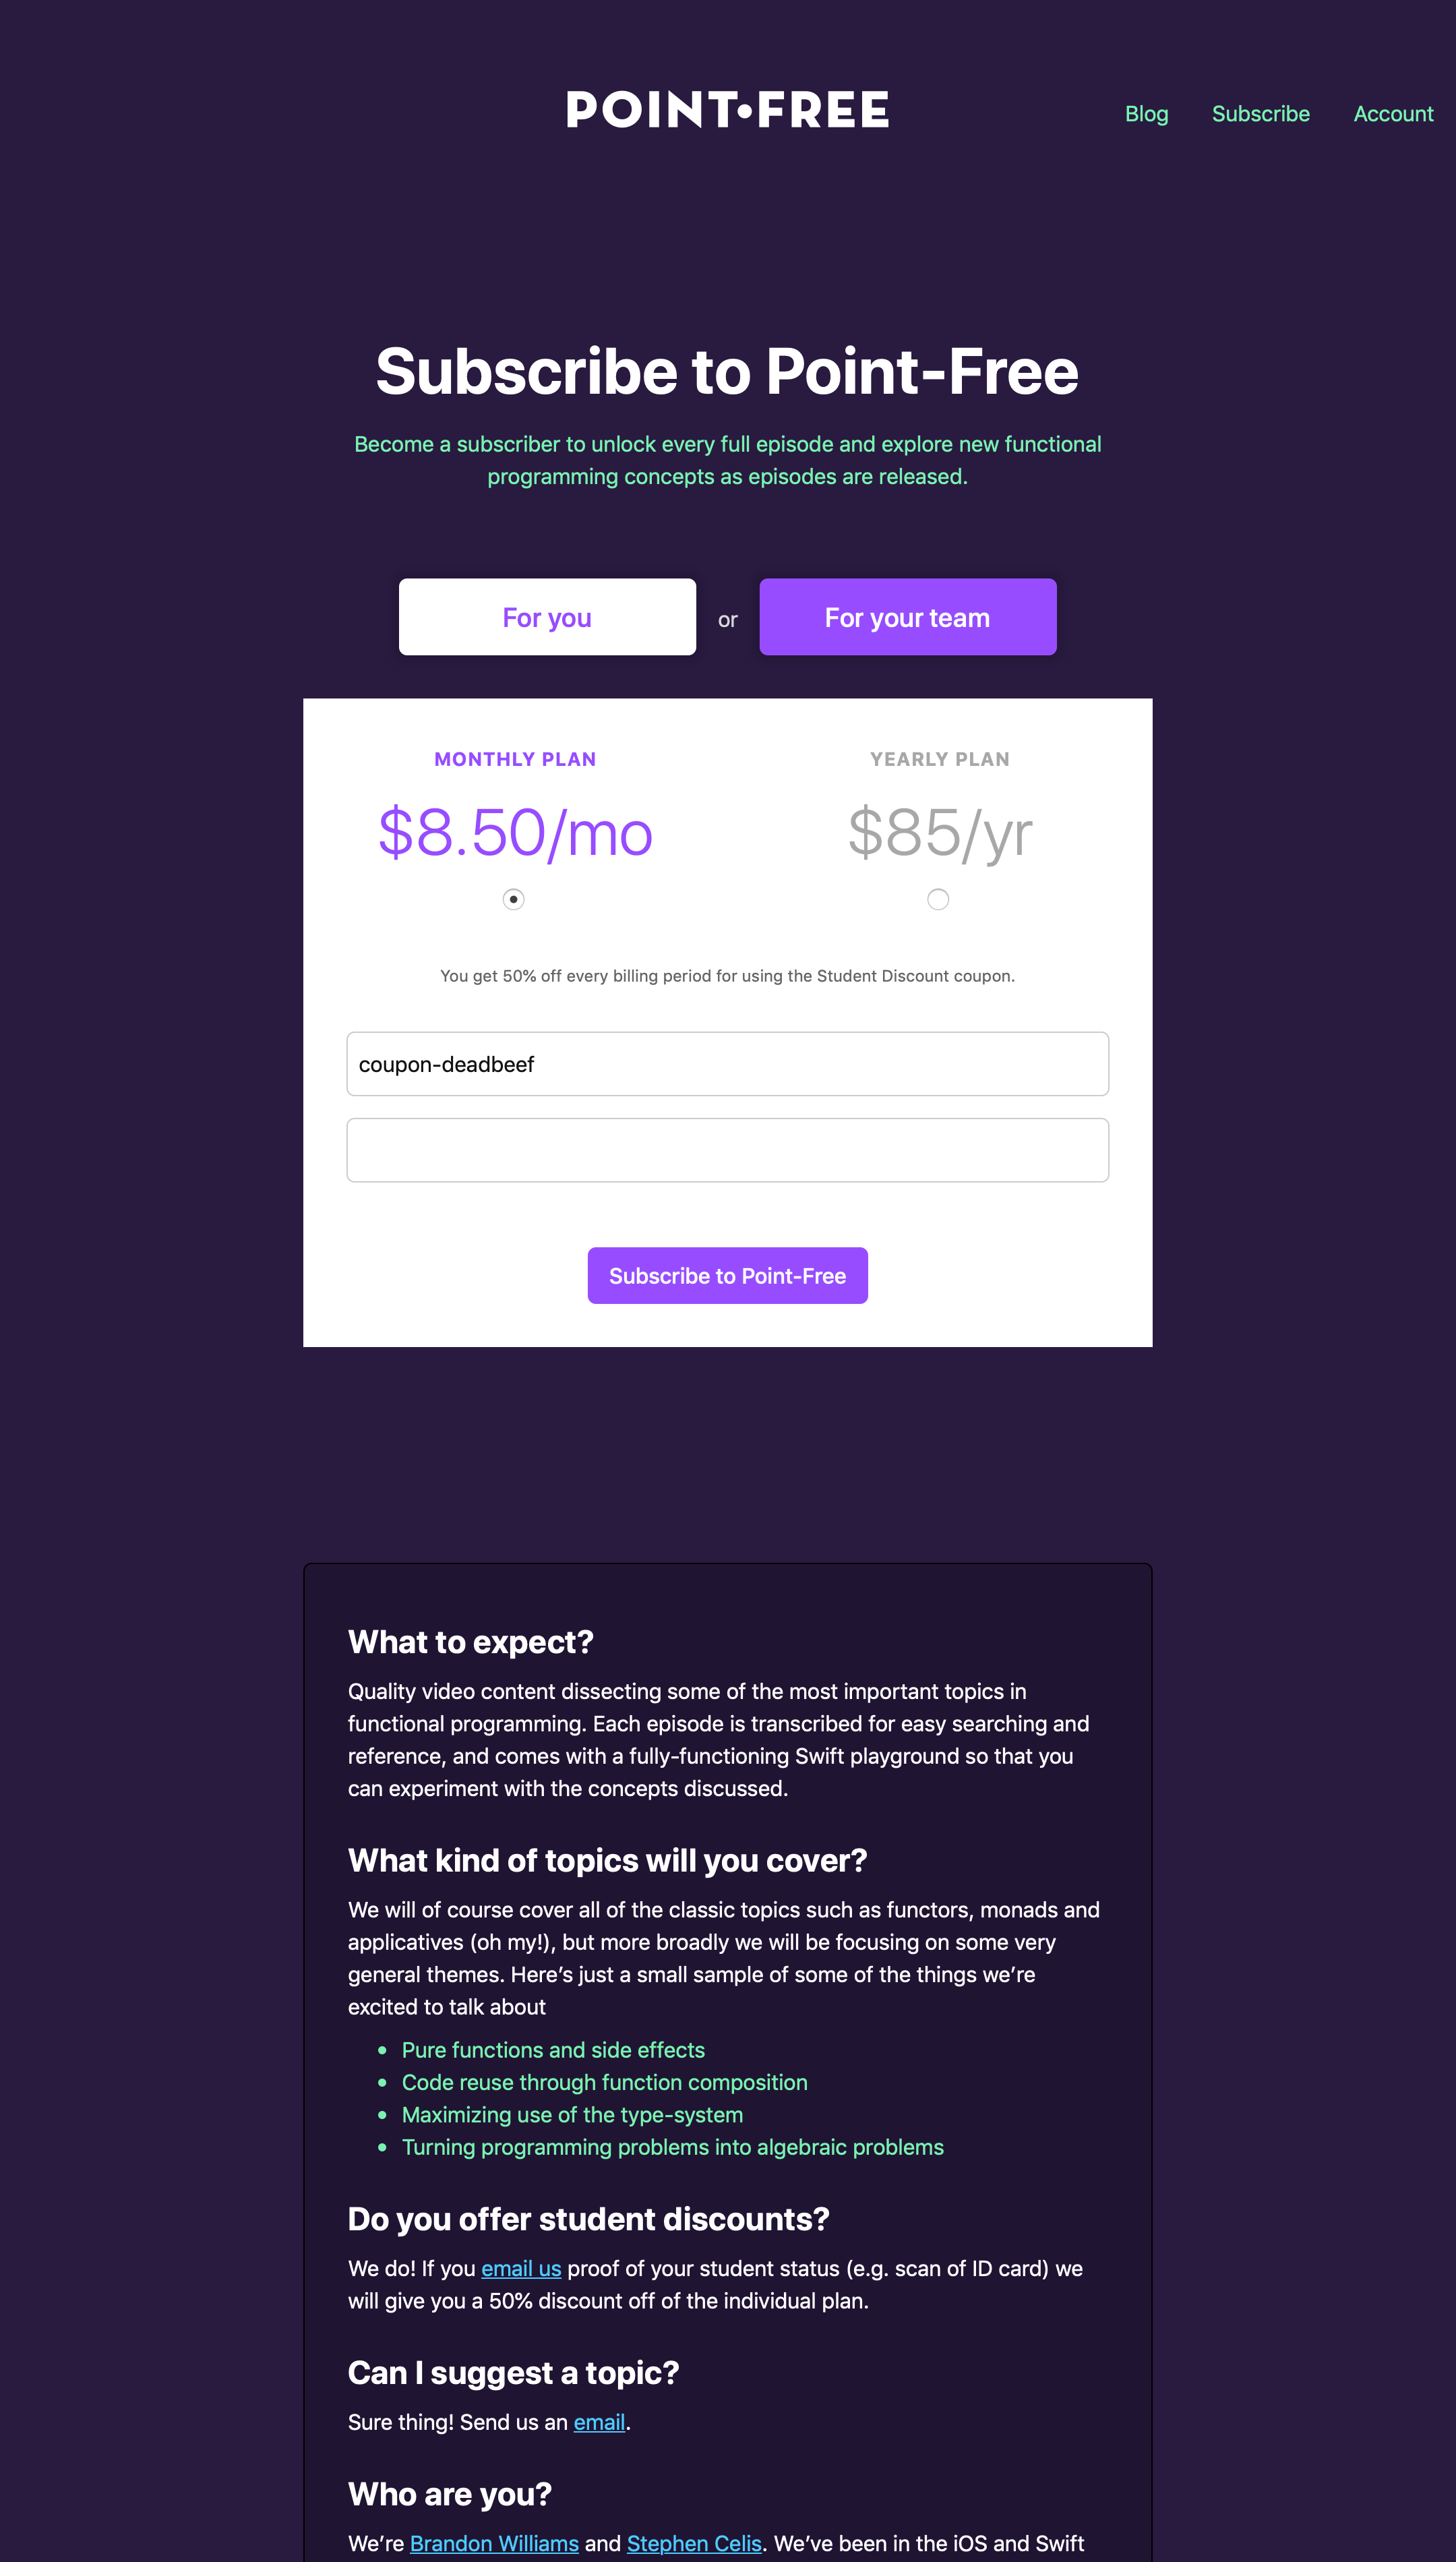 POINT•FREE
Blog
Subscribe
Account
Subscribe to Point-Free
Become a subscriber to unlock every full episode and explore new functional
programming concepts as episodes are released.
For you
or
For your team
MONTHLY PLAN
$8.50/mo
YEARLY PLAN
$85/yr
You get 50% off every billing period for using the Student Discount coupon.
coupon-deadbeef
Subscribe to Point-Free
What to expect?
Quality video content dissecting some of the most important topics in
functional programming. Each episode is transcribed for easy searching and
reference, and comes with a fully-functioning Swift playground so that you
can experiment with the concepts discussed.
What kind of topics will you cover?
We will of course cover all of the classic topics such as functors, monads and
applicatives (oh my!), but more broadly we will be focusing on some very
general themes. Here’s just a small sample of some of the things we’re
excited to talk about
• Pure functions and side effects
• Code reuse through function composition
• Maximizing use of the type-system
• Turning programming problems into algebraic problems
Do you offer student discounts?
We do! If you email us proof of your student status (e.g. scan of ID card) we
will give you a 50% discount off of the individual plan.
Can I suggest a topic?
Sure thing! Send us an email.
Who are you?
We’re Brandon Williams and Stephen Celis. We’ve been in the iOS and Swift